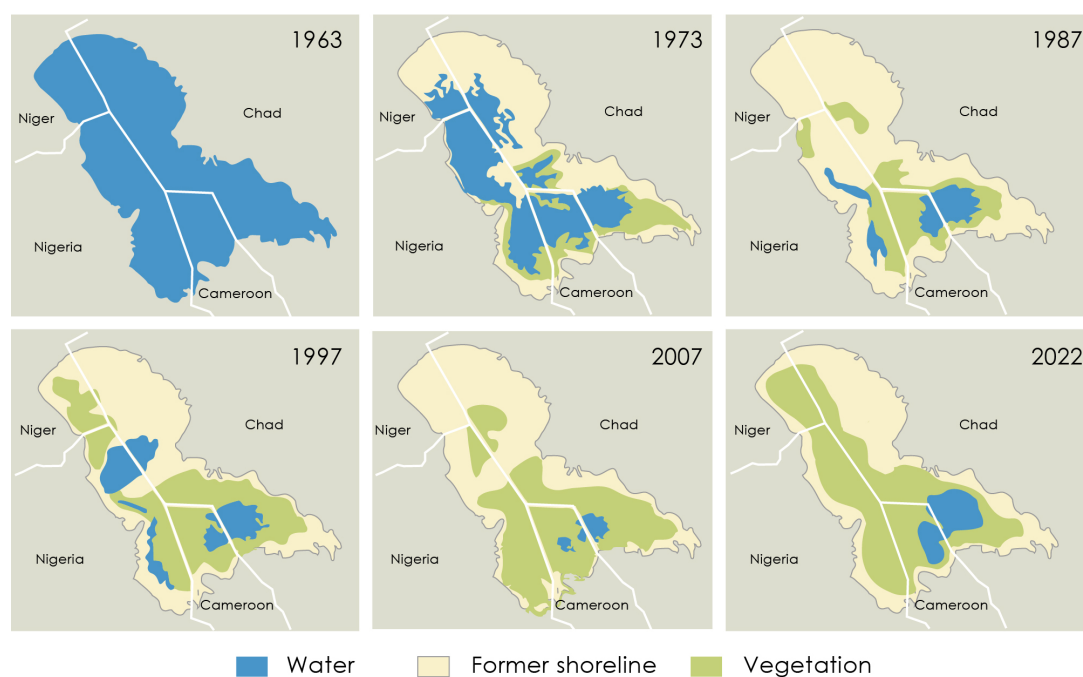 1963
Niger
Chad
Nigeria
Cameroon
1973
Niger
Chad
Nigeria
Cameroon
1987
Niger
Chad
Nigeria
Cameroon
1997
Niger
Chad
Nigeria
Cameroon
2007
Niger
Chad
Nigeria
Cameroon
2022
Niger
Chad
Nigeria
Cameroon
Water Former shoreline Vegetation